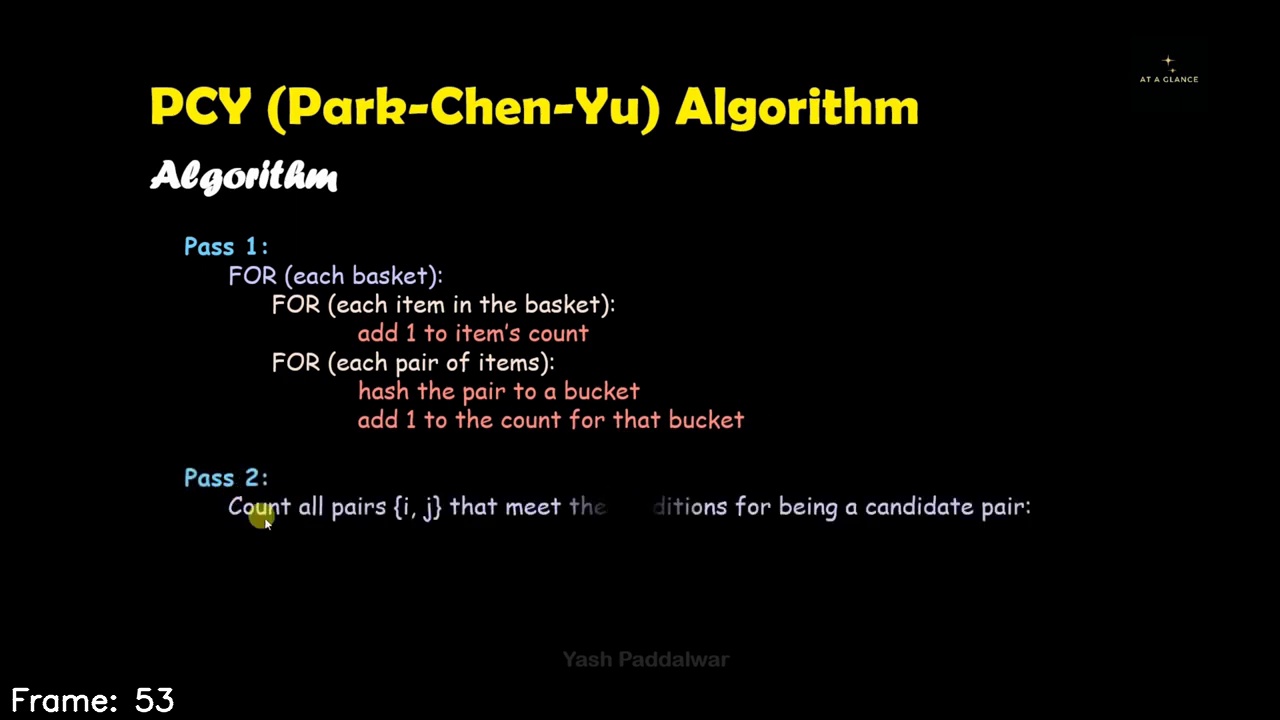 AT A GLANCE
PCY (Park-Chen-Yu) Algorithm
Algorithm
Pass 1:
FOR (each basket):
FOR (each item in the basket):
add 1 to item's count
FOR (each pair of items):
hash the pair to a bucket
add 1 to the count for that bucket
Pass 2:
Count all pairs {i, j} that meet the ditions for being a candidate pair:
Yash Paddalwar
Frame: 53